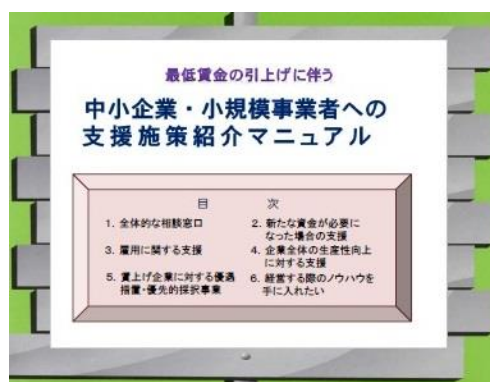 最低賃金の引上げに伴う
中小企業・小規模事業者への
支援施策紹介マニュアル
目　次
1. 全体的な相談窓口
2. 新たな資金が必要に
なった場合の支援
3. 雇用に関する支援
4. 企業全体の生産性向上
に対する支援
5. 賃上げ企業に対する優遇
措置・優先的採択事業
6. 経営する際のノウハウを
手に入れたい